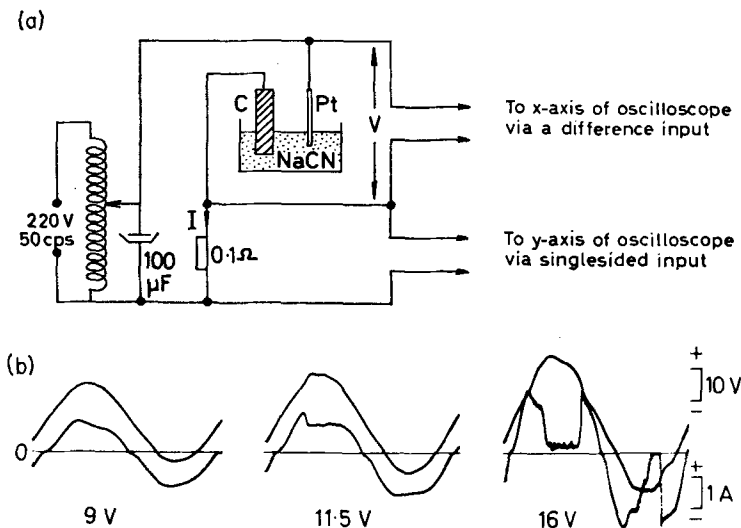 (a)
C
Pt
V
NaCN
To x-axis of oscilloscope
via a difference input
220 V
50 cps
I
100
μF
0·1Ω
To y-axis of oscilloscope
via singlesided input
(b)
+
10 V
−
0
+
1 A
−
9 V
11·5 V
16 V